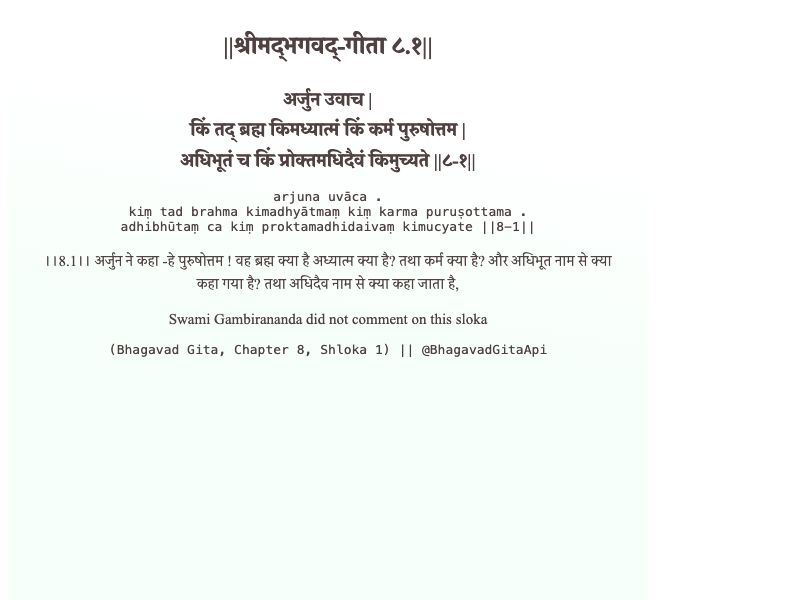 ||श्रीमद्‍भगवद्‍-गीता ८.१||
अर्जुन उवाच |
किं तद् ब्रह्म किमध्यात्मं किं कर्म पुरुषोत्तम |
अधिभूतं च किं प्रोक्तमधिदैवं किमुच्यते ||८-१||
arjuna uvāca .
kiṃ tad brahma kimadhyātmaṃ kiṃ karma puruṣottama .
adhibhūtaṃ ca kiṃ proktamadhidaivaṃ kimucyate ||8-1||
।।8.1।। अर्जुन ने कहा -हे पुरुषोत्तम ! वह ब्रह्म क्या है अध्यात्म क्या है? तथा कर्म क्या है? और अधिभूत नाम से क्या
कहा गया है? तथा अधिदैव नाम से क्या कहा जाता है,
Swami Gambirananda did not comment on this sloka
(Bhagavad Gita, Chapter 8, Shloka 1) || @BhagavadGitaApi